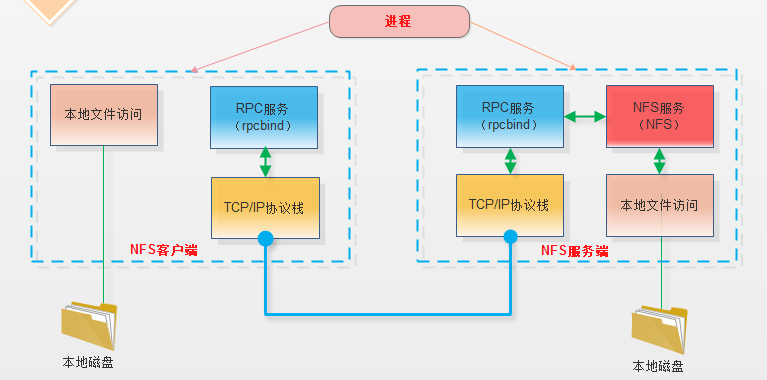 进程
本地文件访问
RPC服务
（rpcbind）
TCP/IP协议栈
NFS客户端
本地磁盘
RPC服务
（rpcbind）
NFS服务
（NFS）
TCP/IP协议栈
本地文件访问
NFS服务端
本地磁盘